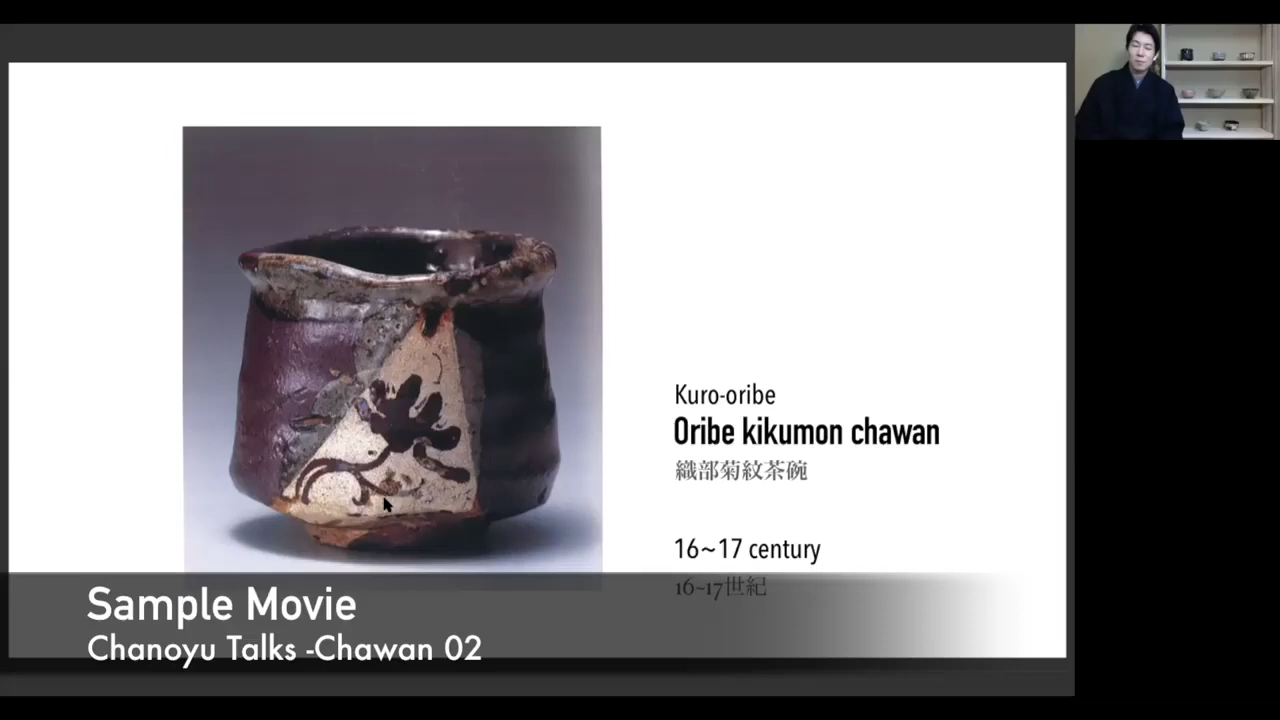 Kuro-oribe
Oribe kikumon chawan
織部菊紋茶碗
16~17 century
16~17世紀
Sample Movie
Chanoyu Talks -Chawan 02